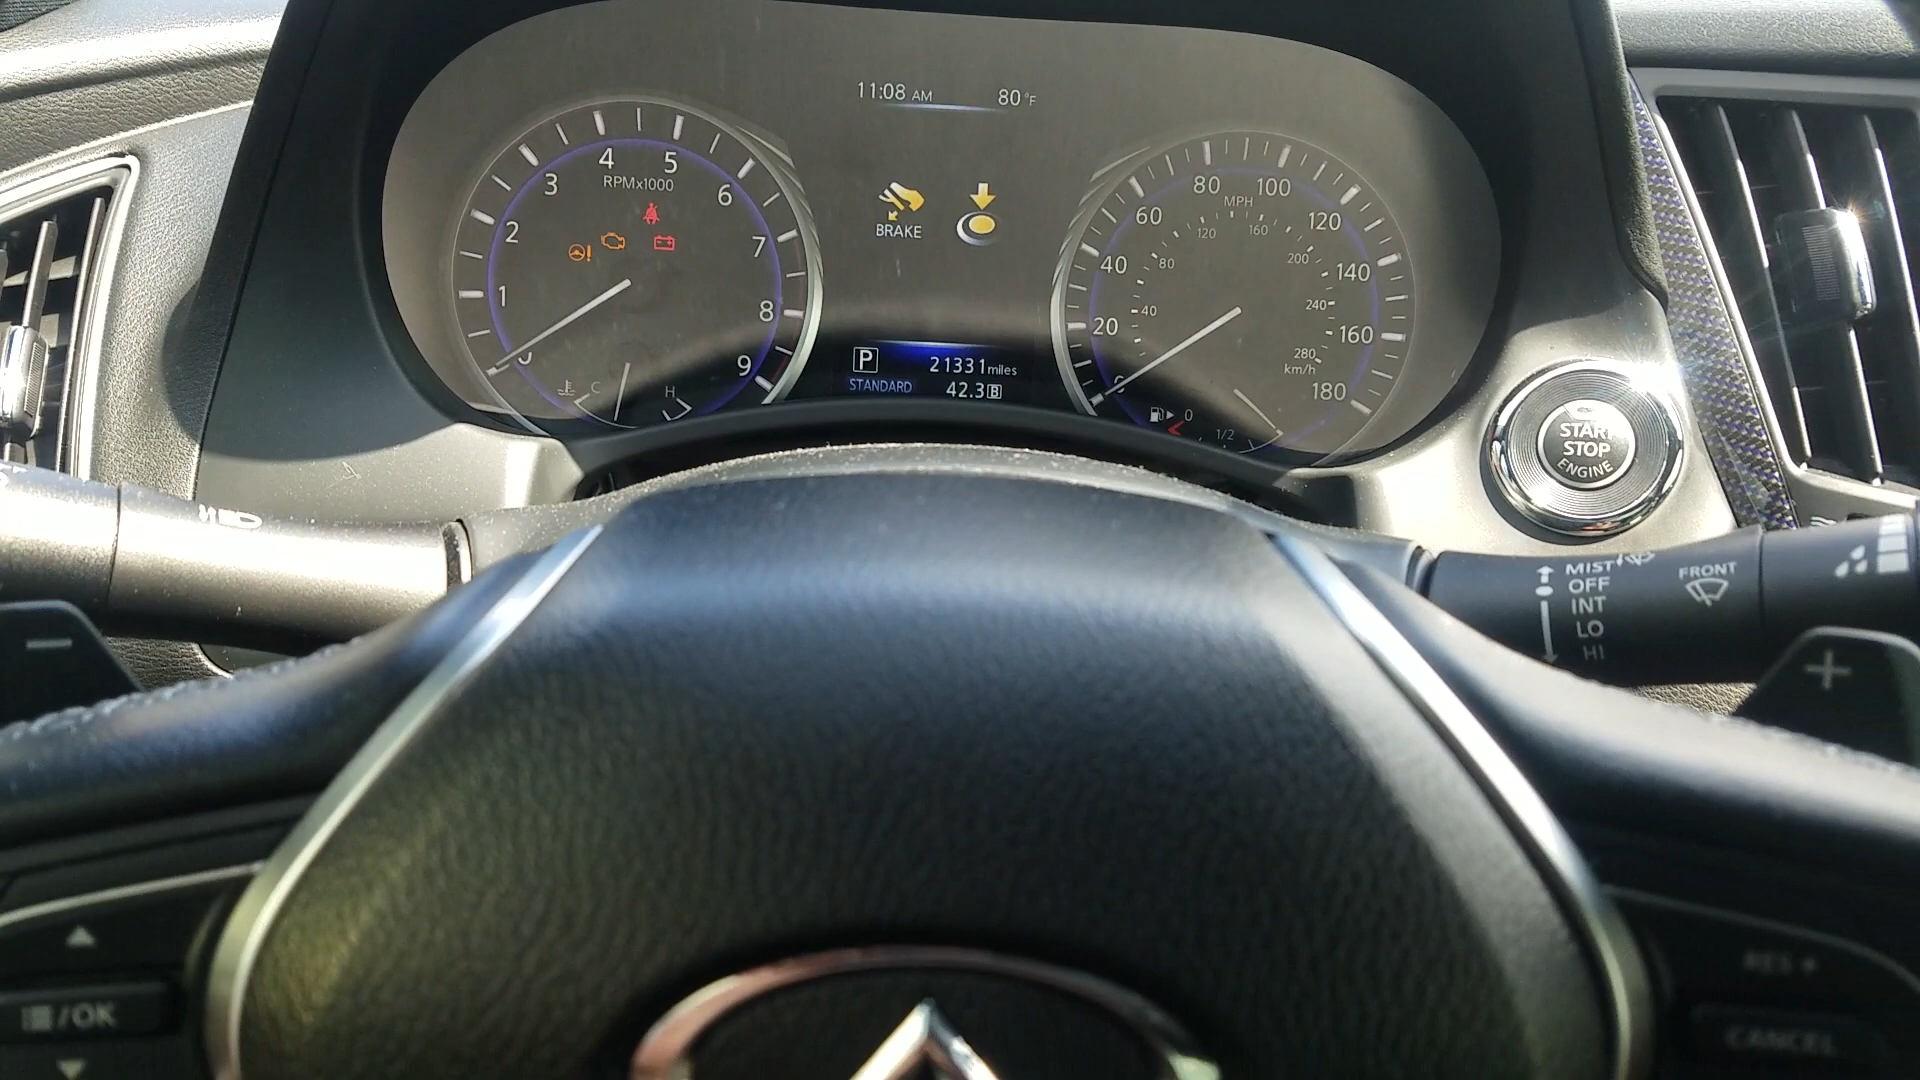 11:08 AM 80°F
4 5
3 RPMx1000 6
2 7
1 8
0 9
C H
BRAKE
P 21331 miles
STANDARD 42.3 B
80 100
60 MPH 120
120 160
40 80 200 140
20 40 240 160
280
km/h
0 180
0
1/2
START
STOP
ENGINE
MIST
OFF
INT
LO
HI
FRONT
−
+
/OK
RES +
CANCEL